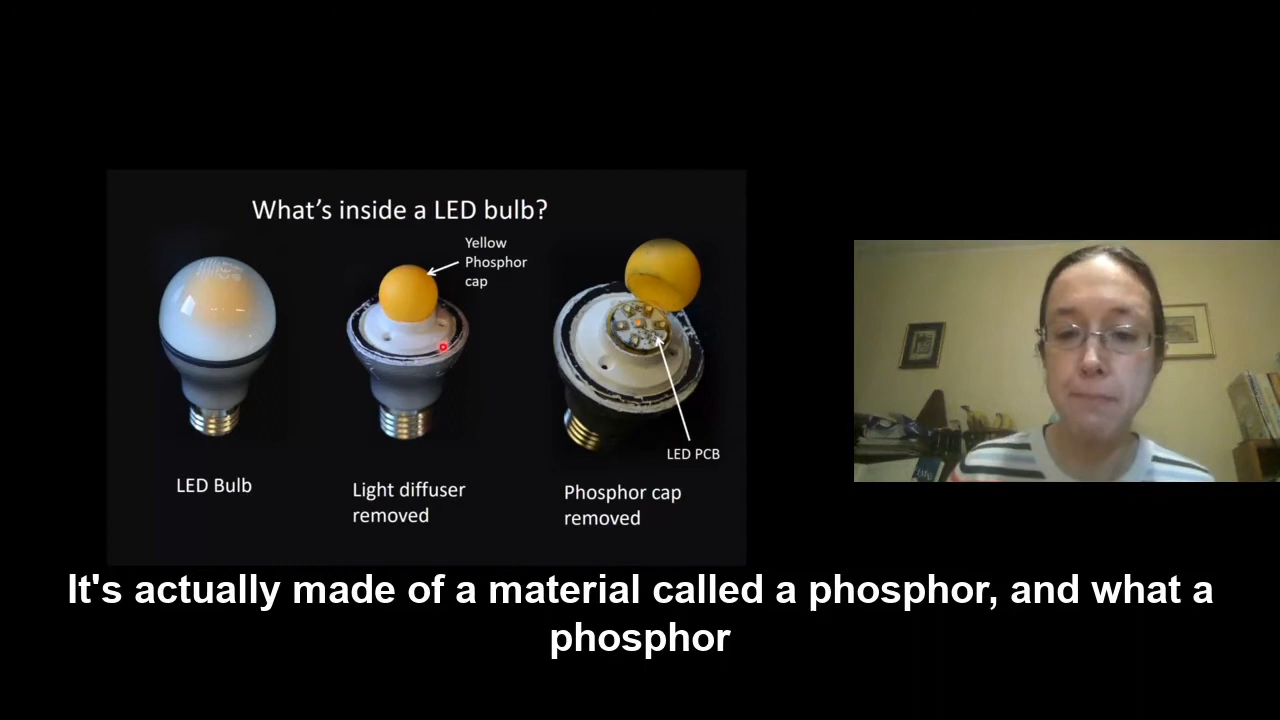 What's inside a LED bulb?
Yellow
Phosphor
cap
LED PCB
LED Bulb
Light diffuser
removed
Phosphor cap
removed
It's actually made of a material called a phosphor, and what a
phosphor